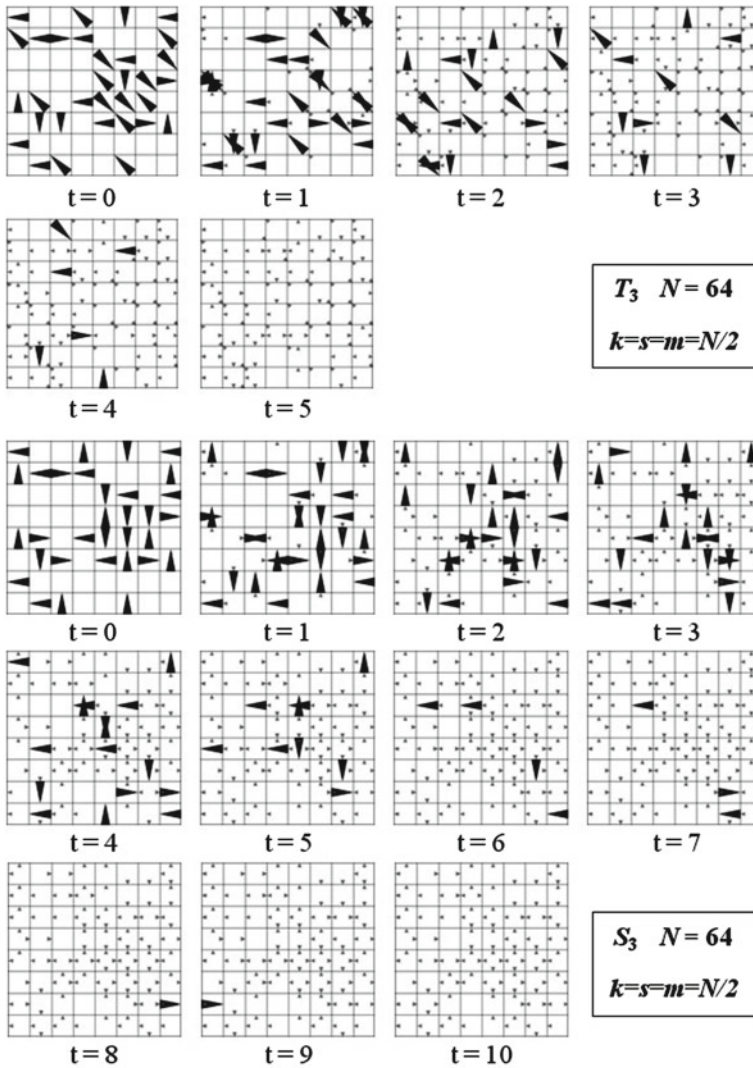 t = 0 t = 1 t = 2 t = 3
T₃ N = 64
k=s=m=N/2
t = 4 t = 5
t = 0 t = 1 t = 2 t = 3
t = 4 t = 5 t = 6 t = 7
S₃ N = 64
k=s=m=N/2
t = 8 t = 9 t = 10